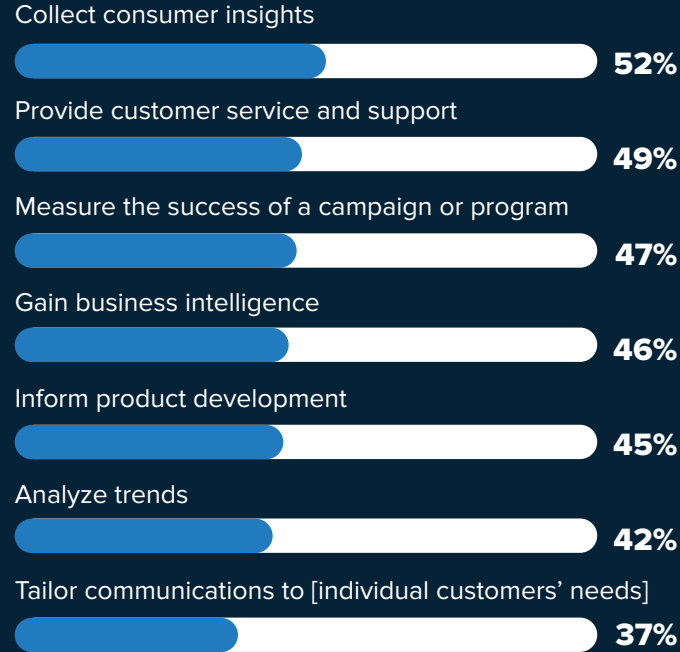 Collect consumer insights
52%
Provide customer service and support
49%
Measure the success of a campaign or program
47%
Gain business intelligence
46%
Inform product development
45%
Analyze trends
42%
Tailor communications to [individual customers’ needs]
37%